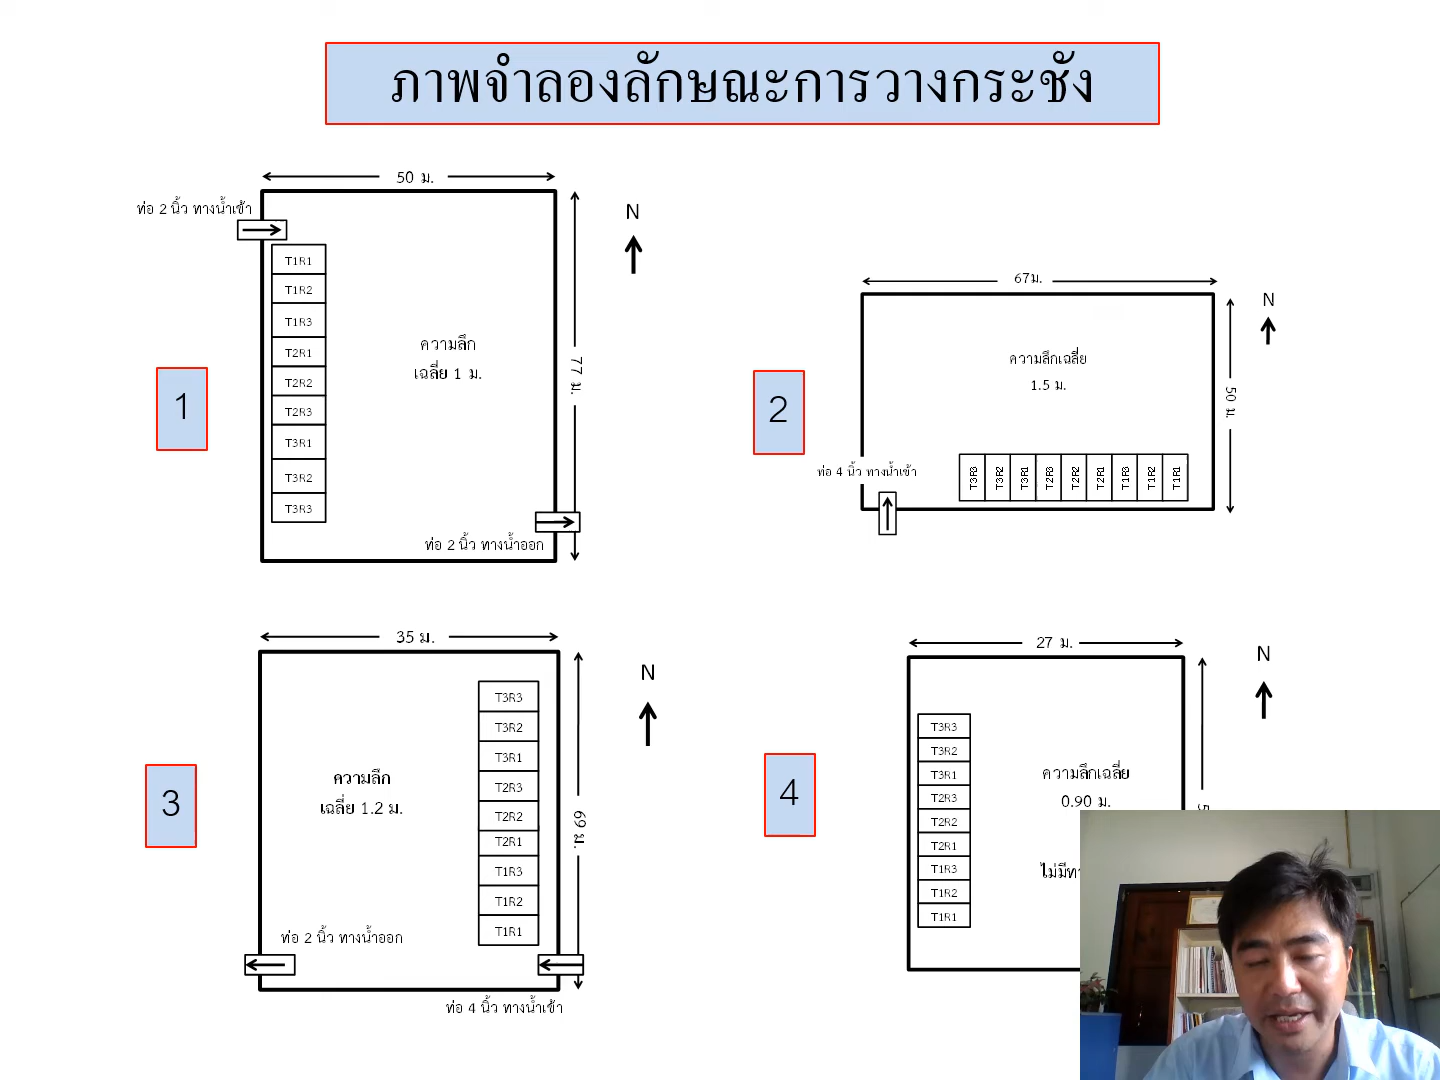 ภาพจำลองลักษณะการวางกระชัง
50 ม.
ท่อ 2 นิ้ว ทางน้ำเข้า
N
T1R1
T1R2
T1R3
T2R1
T2R2
T2R3
T3R1
T3R2
T3R3
ความลึก
เฉลี่ย 1 ม.
77 ม.
1
ท่อ 2 นิ้ว ทางน้ำออก
67ม.
N
ความลึกเฉลี่ย
1.5 ม.
50 ม.
2
ท่อ 4 นิ้ว ทางน้ำเข้า
T3R3
T3R2
T3R1
T2R3
T2R2
T2R1
T1R3
T1R2
T1R1
35 ม.
N
T3R3
T3R2
T3R1
T2R3
T2R2
T2R1
T1R3
T1R2
T1R1
ความลึก
เฉลี่ย 1.2 ม.
69 ม.
3
ท่อ 2 นิ้ว ทางน้ำออก
ท่อ 4 นิ้ว ทางน้ำเข้า
27 ม.
N
T3R3
T3R2
T3R1
T2R3
T2R2
T2R1
T1R3
T1R2
T1R1
ความลึกเฉลี่ย
0.90 ม.
4
ไม่มี